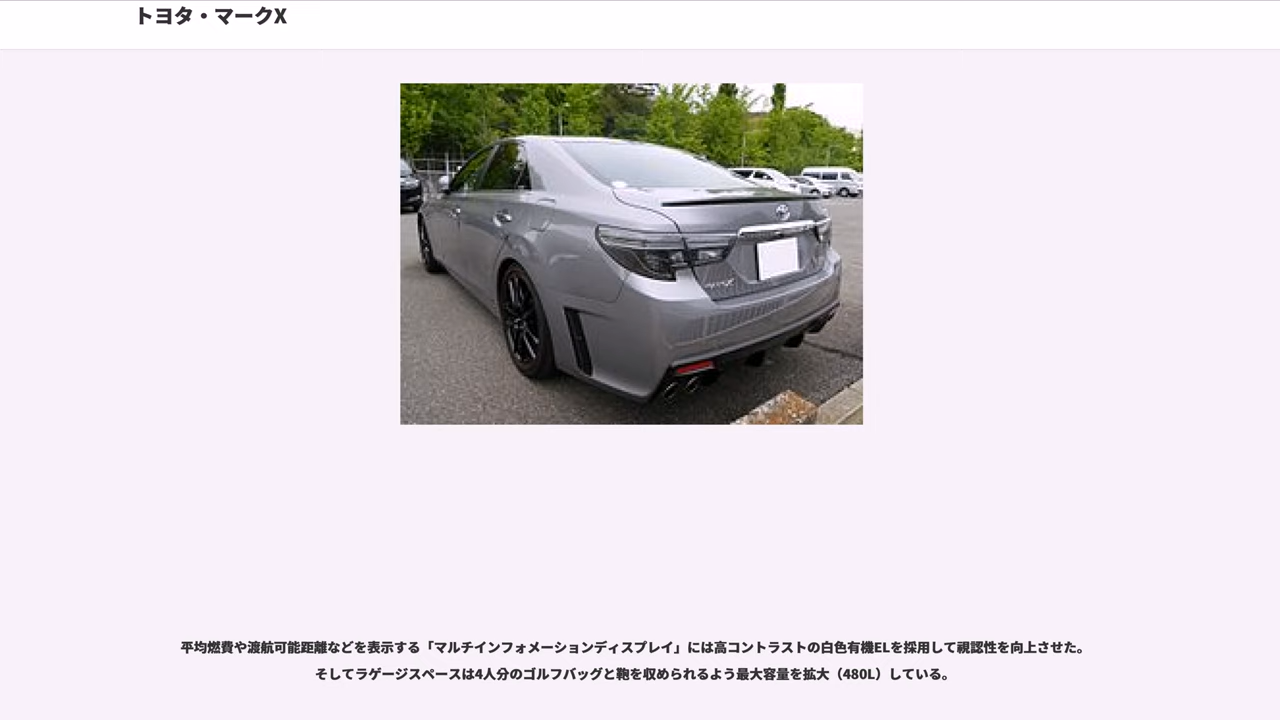 トヨタ・マークX
平均燃費や渡航可能距離などを表示する「マルチインフォメーションディスプレイ」には高コントラストの白色有機ELを採用して視認性を向上させた。
そしてラゲージスペースは4人分のゴルフバッグと鞄を収められるよう最大容量を拡大（480L）している。